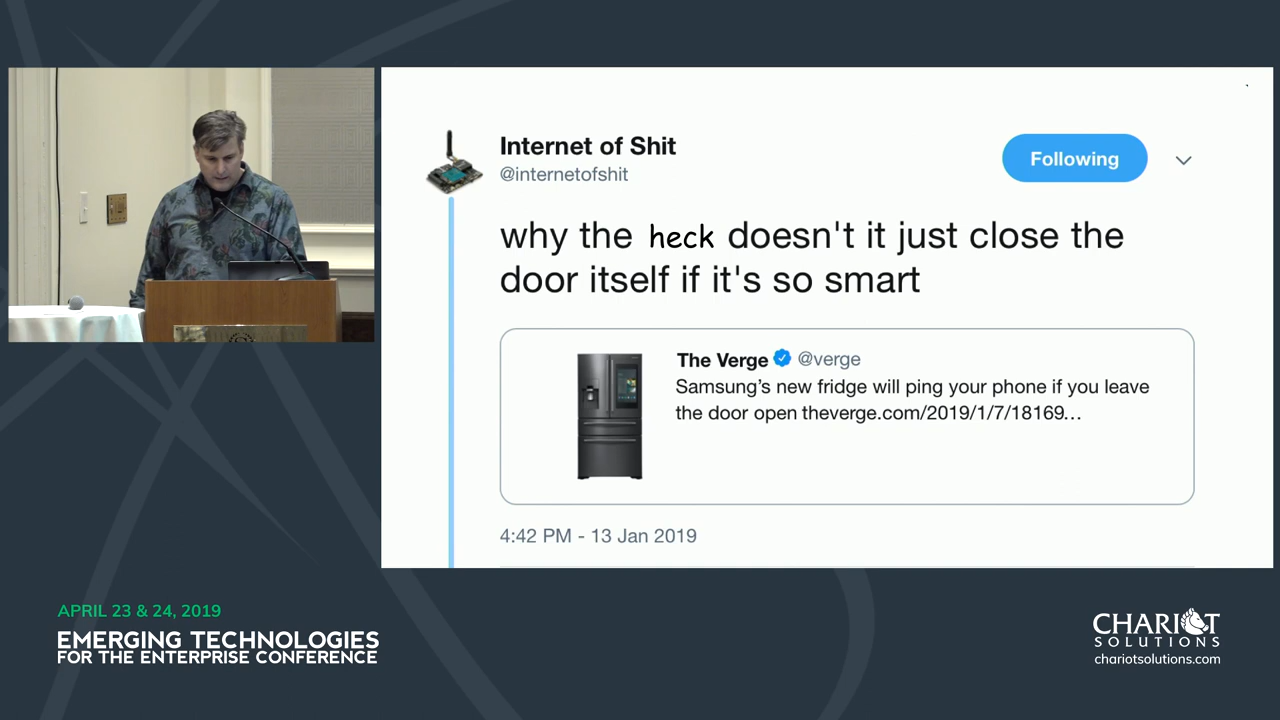 Internet of Shit
@internetofshit
Following
why the heck doesn't it just close the
door itself if it's so smart
The Verge @verge
Samsung's new fridge will ping your phone if you leave
the door open theverge.com/2019/1/7/18169...
4:42 PM - 13 Jan 2019
APRIL 23 & 24, 2019
EMERGING TECHNOLOGIES
FOR THE ENTERPRISE CONFERENCE
CHARIOT
SOLUTIONS
chariotsolutions.com